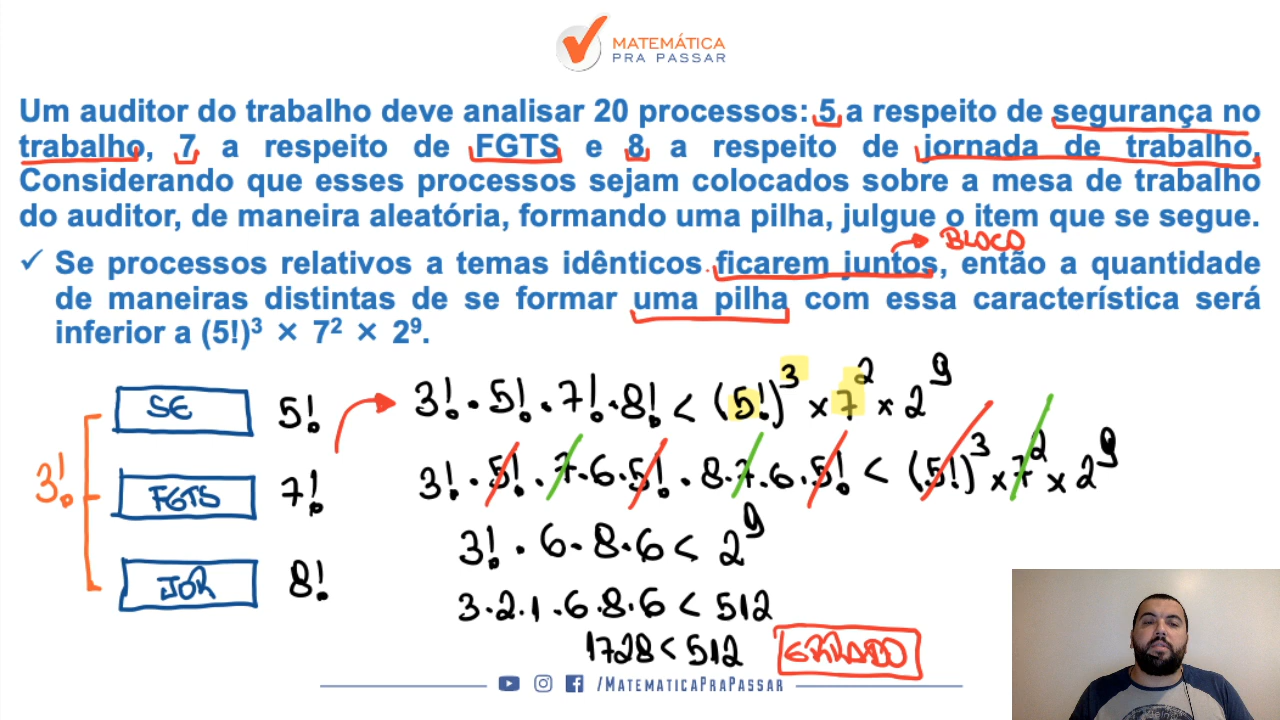 MATEMÁTICA
PRA PASSAR
Um auditor do trabalho deve analisar 20 processos: 5 a respeito de segurança no
trabalho, 7 a respeito de FGTS e 8 a respeito de jornada de trabalho.
Considerando que esses processos sejam colocados sobre a mesa de trabalho
do auditor, de maneira aleatória, formando uma pilha, julgue o item que se segue.
BLOCO
✓ Se processos relativos a temas idênticos ficarem juntos, então a quantidade
de maneiras distintas de se formar uma pilha com essa característica será
inferior a (5!)³ × 7² × 2⁹.
SE 5!
FGTS 7!
JOR 8!
3!
3! · 5! · 7! · 8! < (5!)³ × 7² × 2⁹
3! · 5! · 7 · 6 · 5! · 8 · 7 · 6 · 5! < (5!)³ × 7² × 2⁹
3! · 6 · 8 · 6 < 2⁹
3 · 2 · 1 · 6 · 8 · 6 < 512
1728 < 512 ERRADO
/MATEMATICAPRAPASSAR